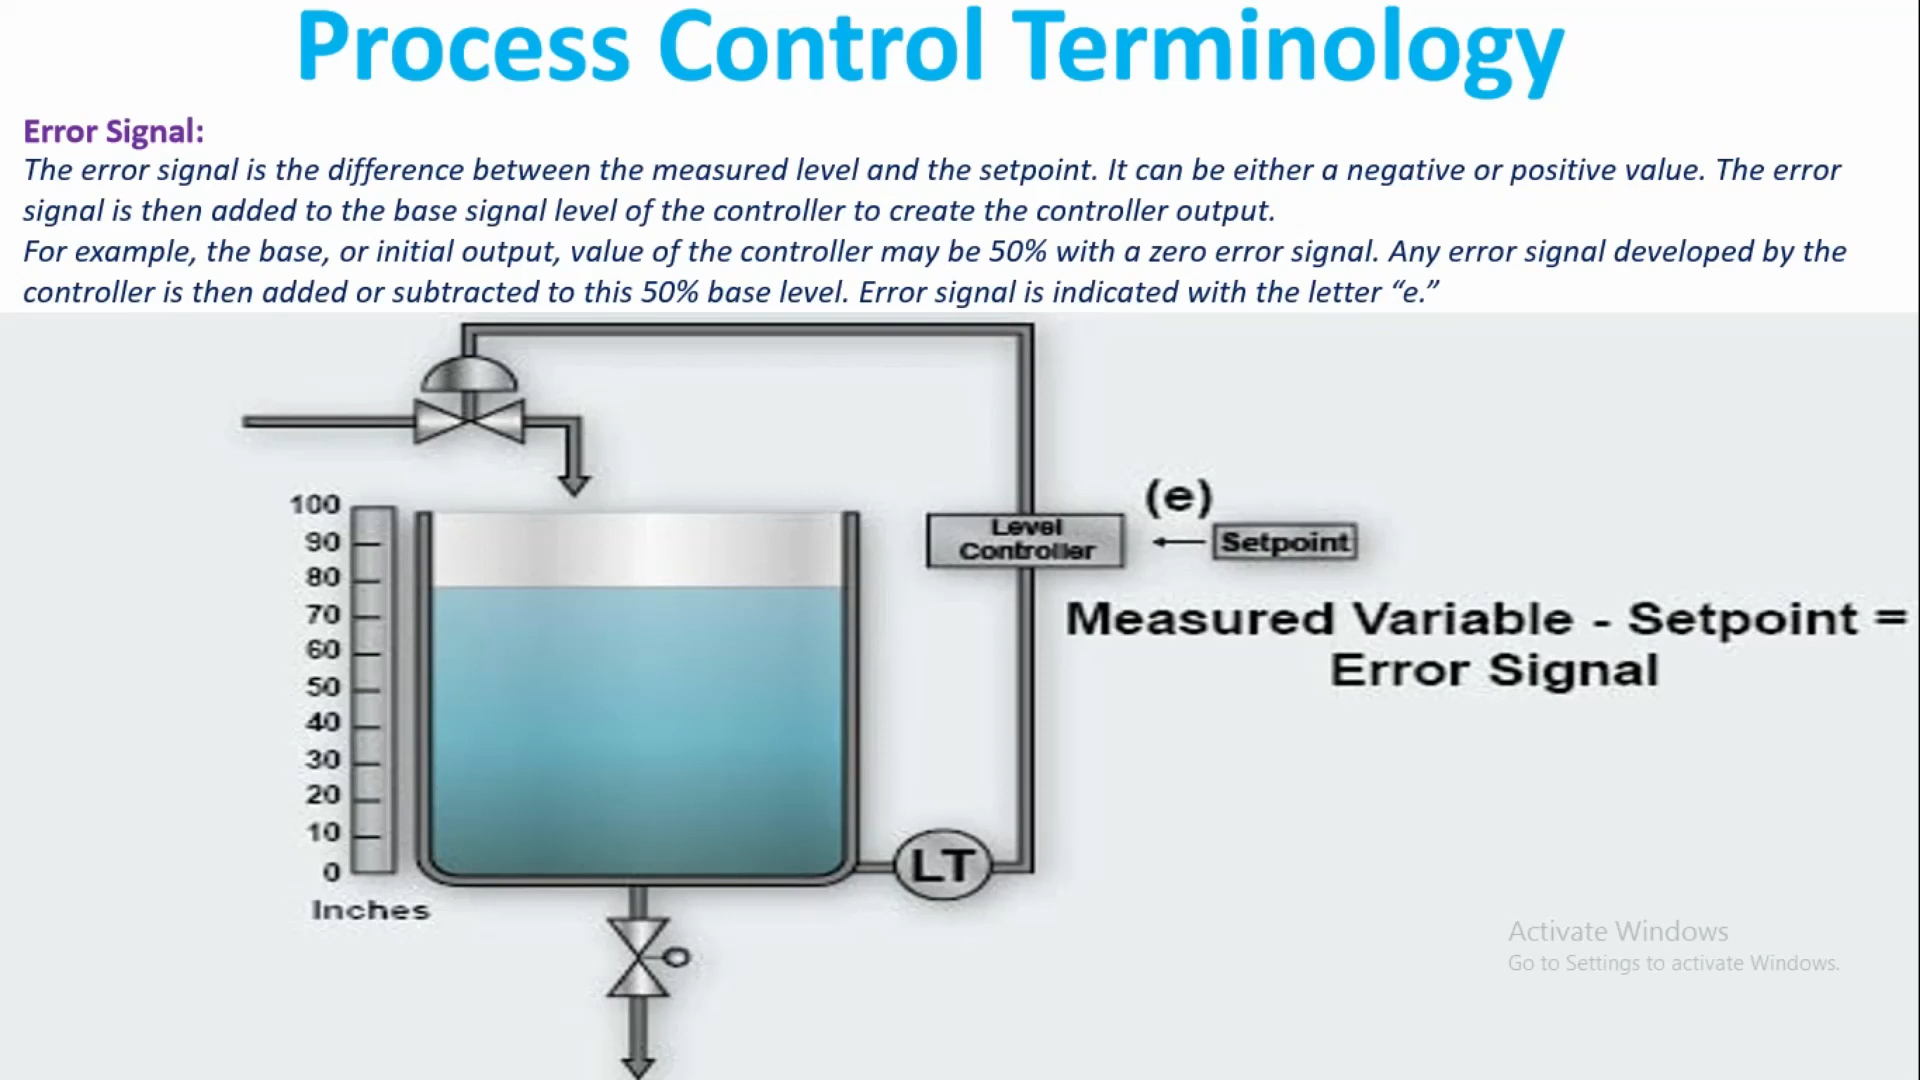 Process Control Terminology
Error Signal:
The error signal is the difference between the measured level and the setpoint. It can be either a negative or positive value. The error
signal is then added to the base signal level of the controller to create the controller output.
For example, the base, or initial output, value of the controller may be 50% with a zero error signal. Any error signal developed by the
controller is then added or subtracted to this 50% base level. Error signal is indicated with the letter “e.”
(e)
Level
Controller
Setpoint
Measured Variable - Setpoint =
Error Signal
100
90
80
70
60
50
40
30
20
10
0
Inches
LT
Activate Windows
Go to Settings to activate Windows.